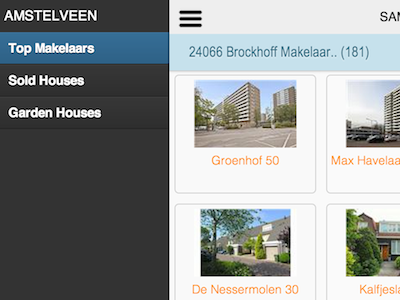 AMSTELVEEN
SAM
Top Makelaars
24066 Brockhoff Makelaar.. (181)
Sold Houses
Garden Houses
Groenhof 50
Max Havelaa
De Nessermolen 30
Kalfjesla